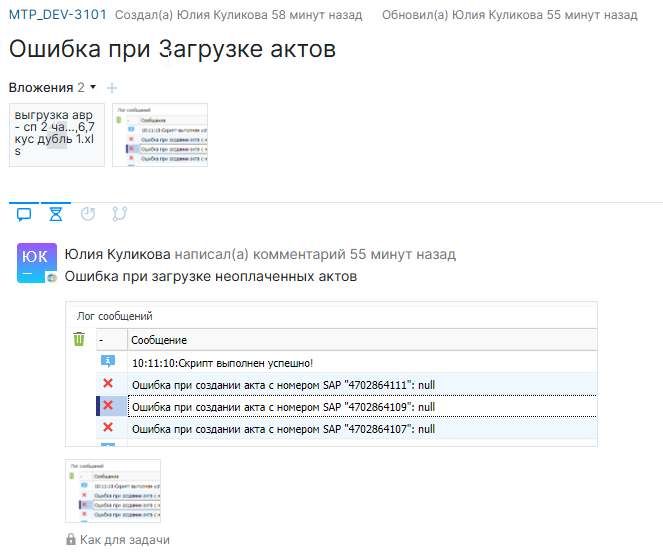 MTP_DEV-3101 Создал(а) Юлия Куликова 58 минут назад Обновил(а) Юлия Куликова 55 минут назад
Ошибка при Загрузке актов
Вложения 2
выгрузка авр
- сп 2 ча...,6,7
кус дубль 1.xl
s
Лог сообщений
- Сообщение
10:11:10:Скрипт выполнен усп
Ошибка при создании акта с н
Ошибка при создании акта с н
Ошибка при создании акта с н
ЮК
Юлия Куликова написал(а) комментарий 55 минут назад
Ошибка при загрузке неоплаченных актов
Лог сообщений
- Сообщение
10:11:10:Скрипт выполнен успешно!
Ошибка при создании акта с номером SAP "4702864111": null
Ошибка при создании акта с номером SAP "4702864109": null
Ошибка при создании акта с номером SAP "4702864107": null
Лог сообщений
- Сообщение
10:11:10:Скрипт выполнен усп
Ошибка при создании акта с н
Ошибка при создании акта с н
Ошибка при создании акта с н
Как для задачи